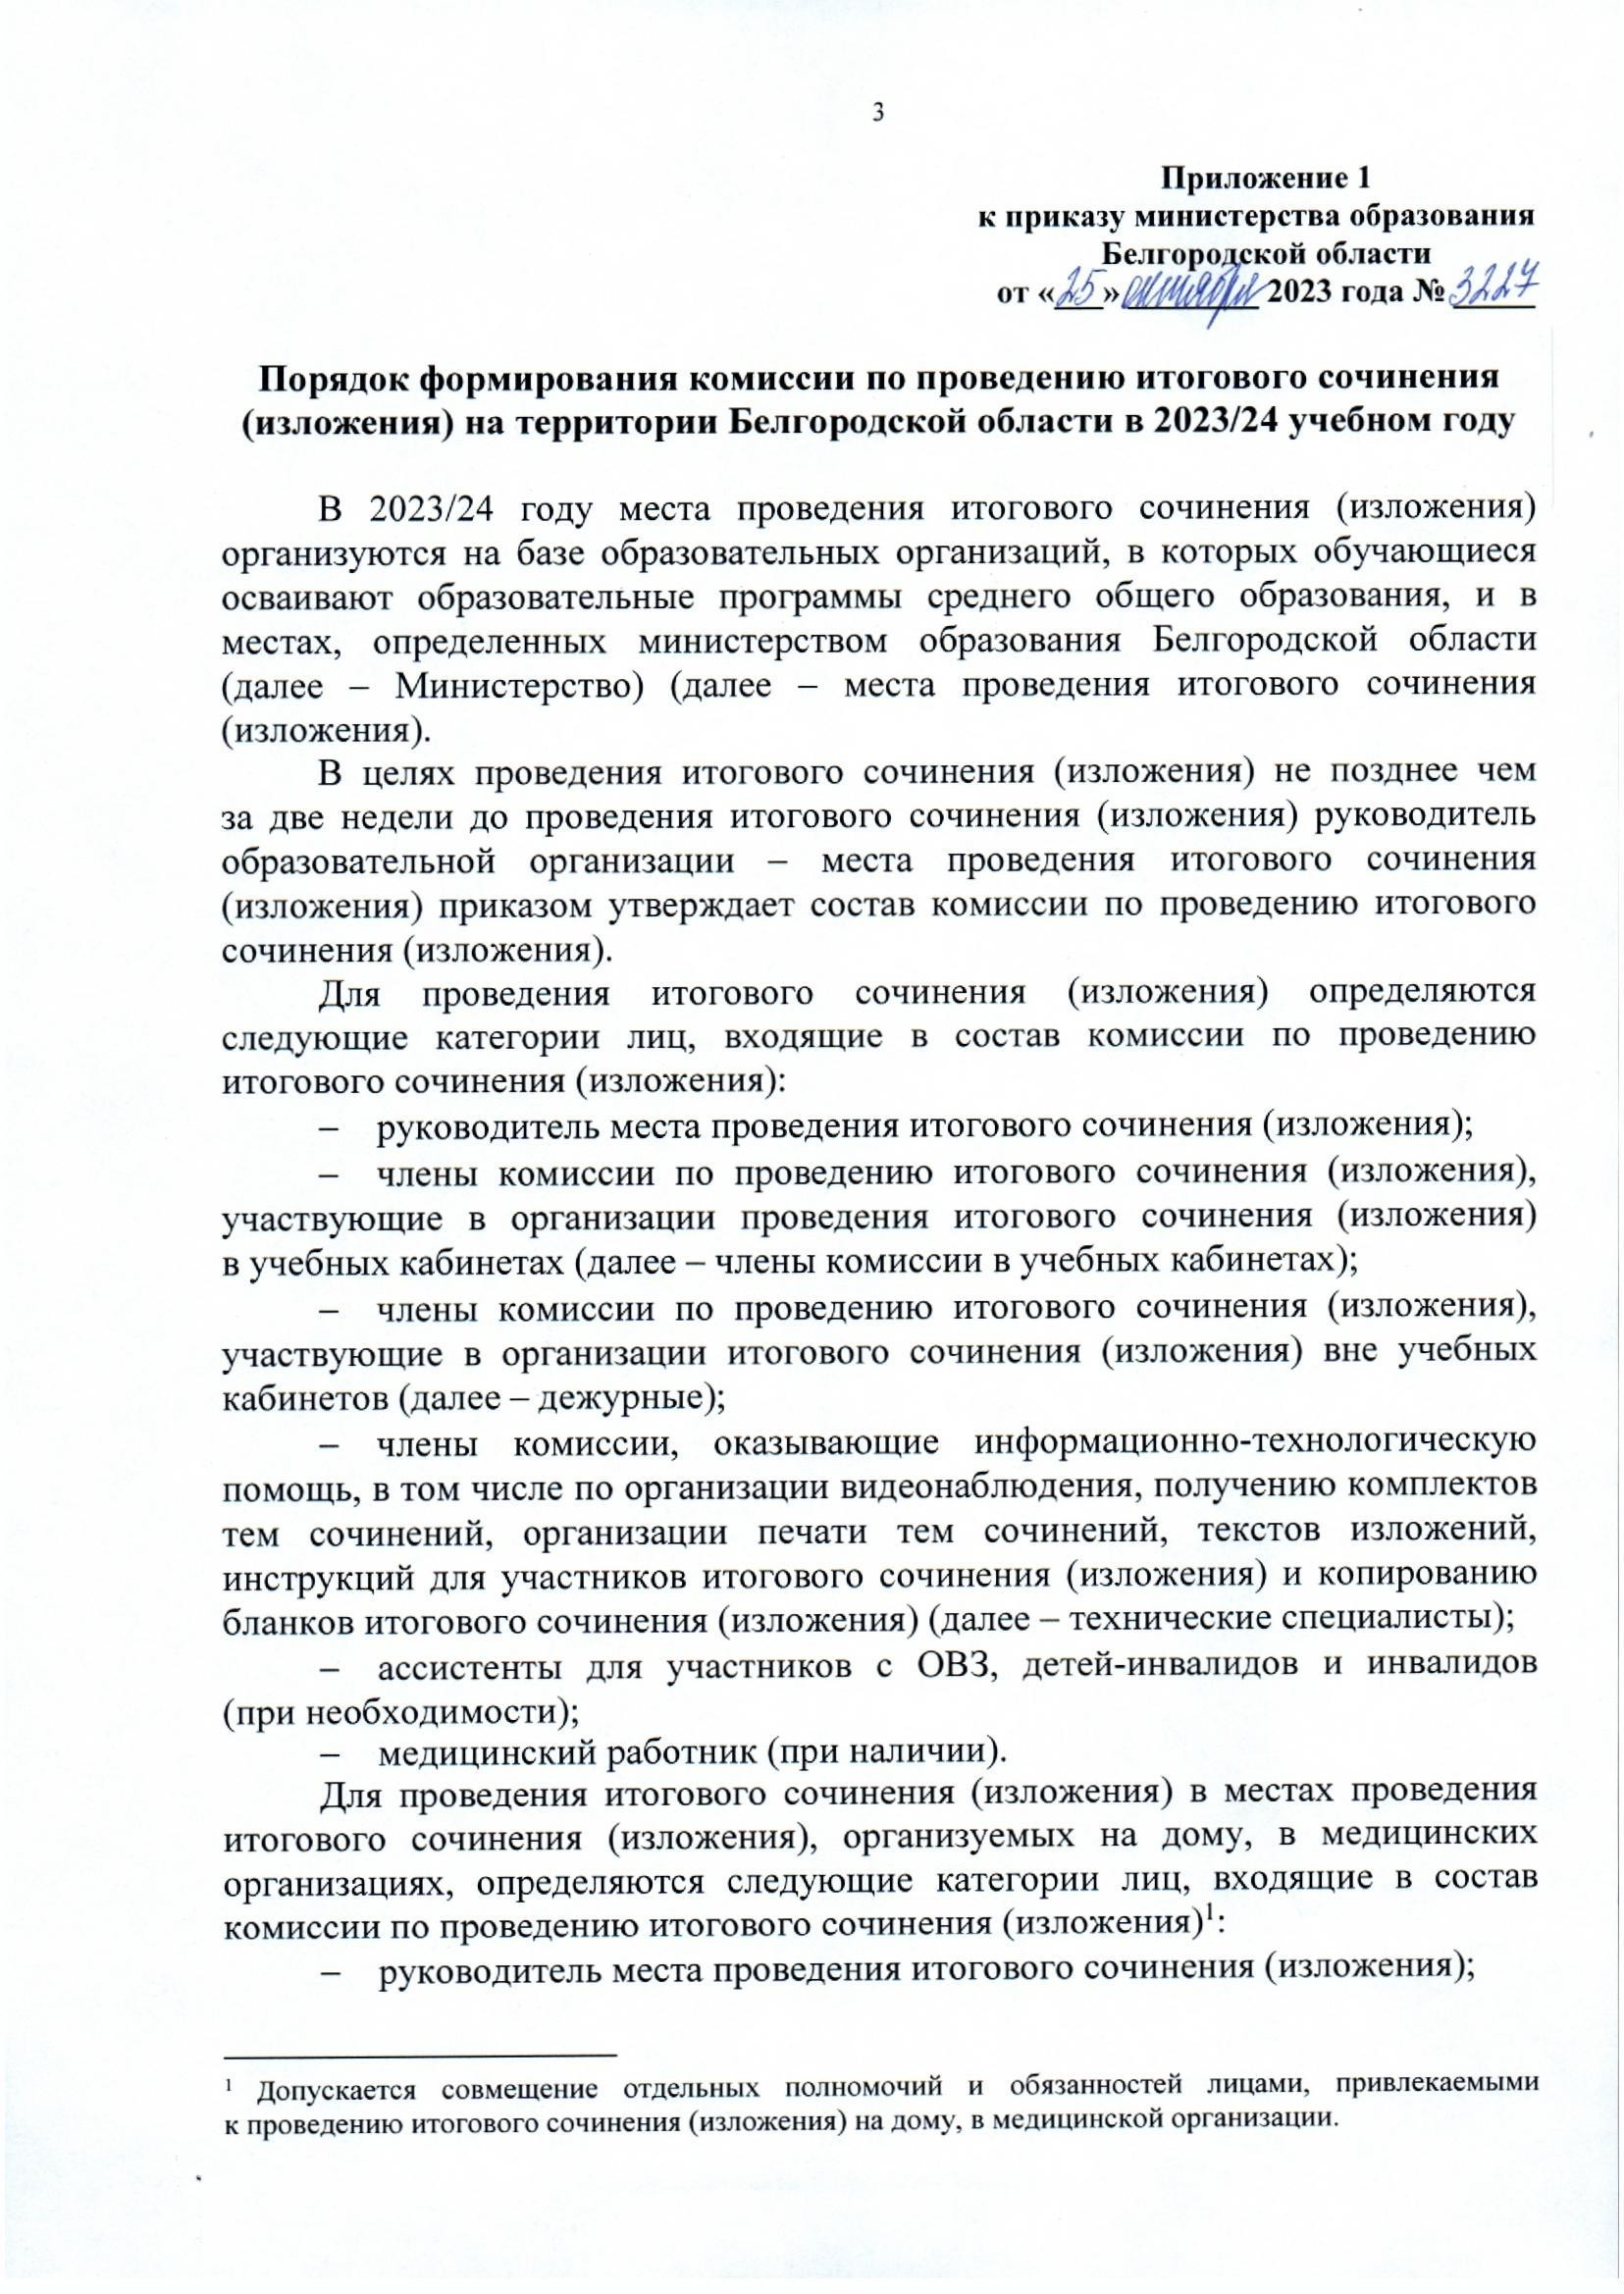 3
Приложение 1
к приказу министерства образования
Белгородской области
от «25» октября 2023 года № 3227
Порядок формирования комиссии по проведению итогового сочинения
(изложения) на территории Белгородской области в 2023/24 учебном году
В 2023/24 году места проведения итогового сочинения (изложения)
организуются на базе образовательных организаций, в которых обучающиеся
осваивают образовательные программы среднего общего образования, и в
местах, определенных министерством образования Белгородской области
(далее – Министерство) (далее – места проведения итогового сочинения
(изложения).
В целях проведения итогового сочинения (изложения) не позднее чем
за две недели до проведения итогового сочинения (изложения) руководитель
образовательной организации – места проведения итогового сочинения
(изложения) приказом утверждает состав комиссии по проведению итогового
сочинения (изложения).
Для проведения итогового сочинения (изложения) определяются
следующие категории лиц, входящие в состав комиссии по проведению
итогового сочинения (изложения):
– руководитель места проведения итогового сочинения (изложения);
– члены комиссии по проведению итогового сочинения (изложения),
участвующие в организации проведения итогового сочинения (изложения)
в учебных кабинетах (далее – члены комиссии в учебных кабинетах);
– члены комиссии по проведению итогового сочинения (изложения),
участвующие в организации итогового сочинения (изложения) вне учебных
кабинетов (далее – дежурные);
– члены комиссии, оказывающие информационно-технологическую
помощь, в том числе по организации видеонаблюдения, получению комплектов
тем сочинений, организации печати тем сочинений, текстов изложений,
инструкций для участников итогового сочинения (изложения) и копированию
бланков итогового сочинения (изложения) (далее – технические специалисты);
– ассистенты для участников с ОВЗ, детей-инвалидов и инвалидов
(при необходимости);
– медицинский работник (при наличии).
Для проведения итогового сочинения (изложения) в местах проведения
итогового сочинения (изложения), организуемых на дому, в медицинских
организациях, определяются следующие категории лиц, входящие в состав
комиссии по проведению итогового сочинения (изложения)¹:
– руководитель места проведения итогового сочинения (изложения);
¹ Допускается совмещение отдельных полномочий и обязанностей лицами, привлекаемыми
к проведению итогового сочинения (изложения) на дому, в медицинской организации.